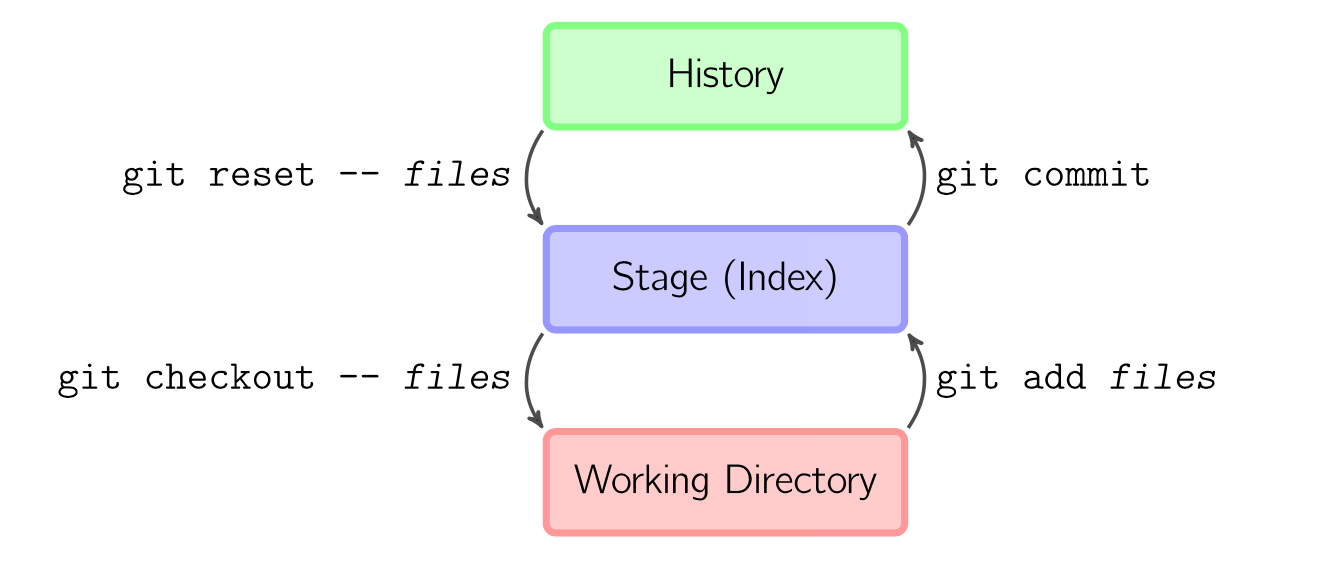 History
git reset -- files
git commit
Stage (Index)
git checkout -- files
git add files
Working Directory